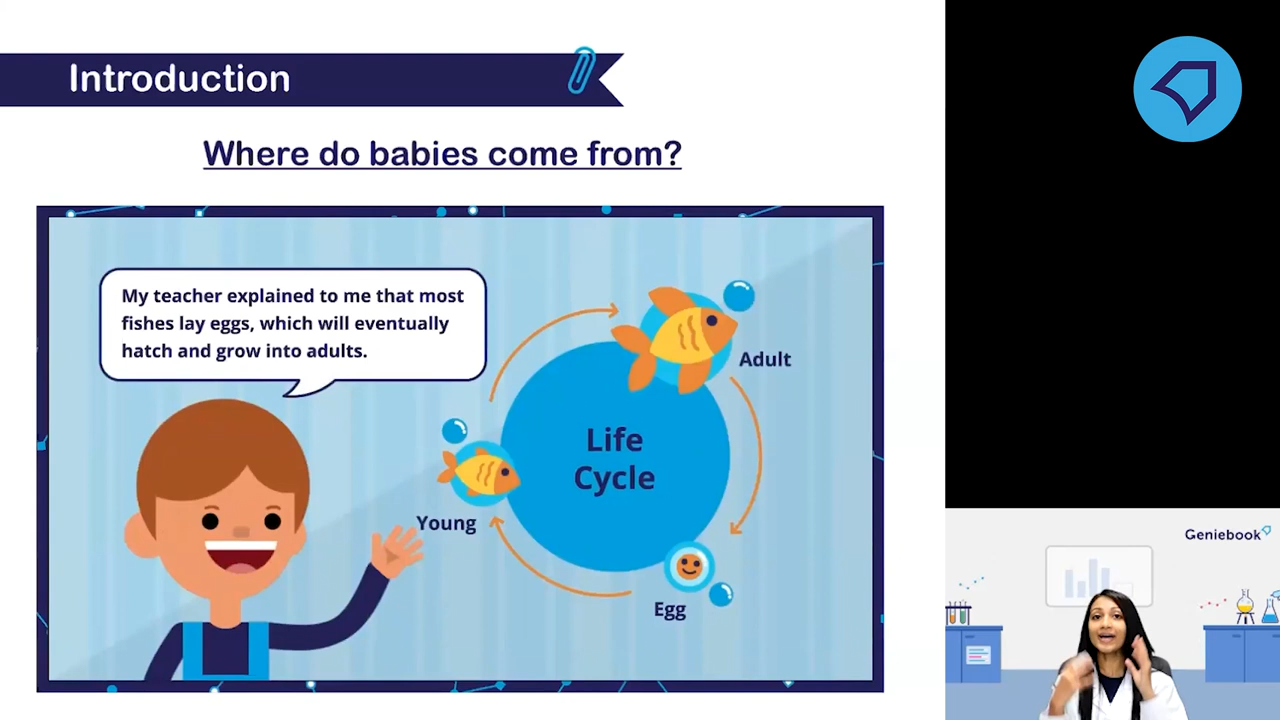 Introduction
Where do babies come from?
My teacher explained to me that most
fishes lay eggs, which will eventually
hatch and grow into adults.
Adult
Life
Cycle
Young
Egg
Geniebook